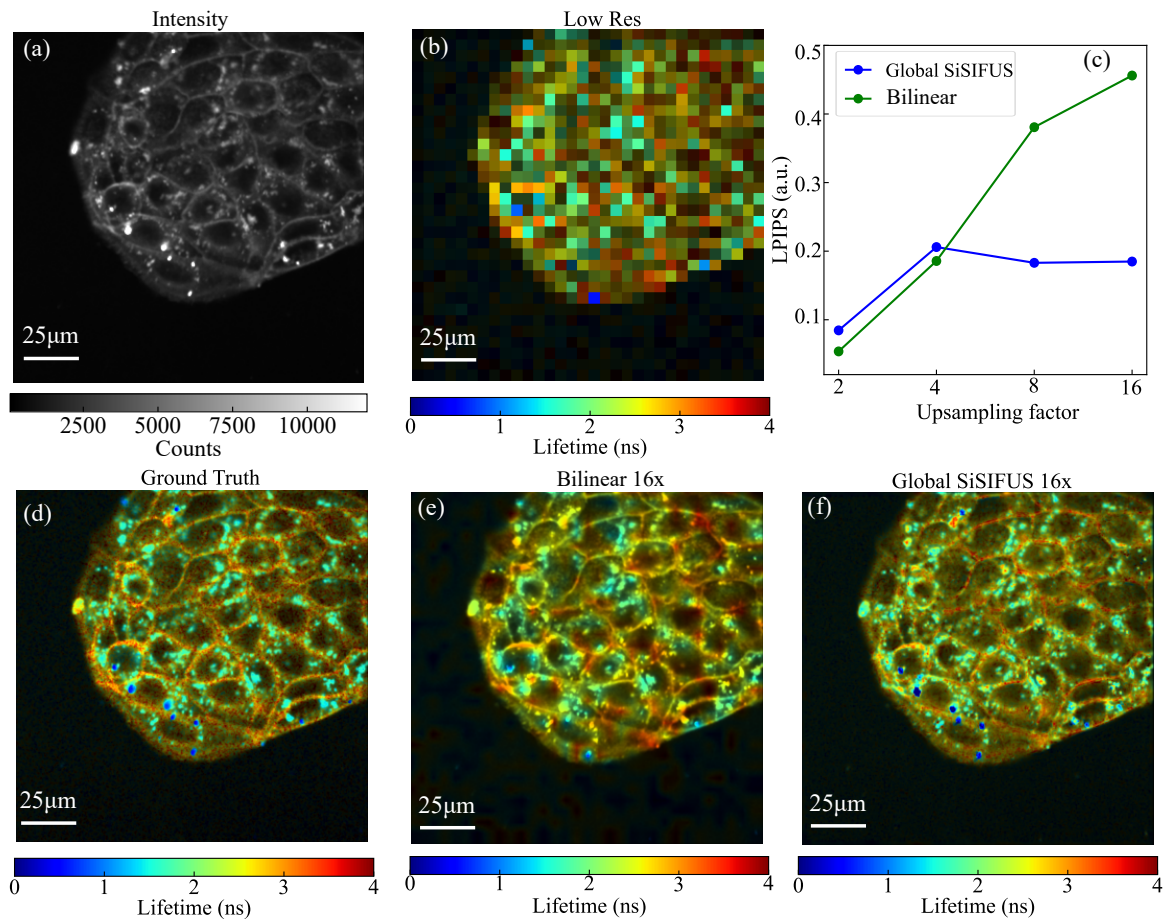 Intensity
(a)
25μm
2500 5000 7500 10000
Counts
Low Res
(b)
25μm
0 1 2 3 4
Lifetime (ns)
(c)
Global SiSIFUS
Bilinear
0.5
0.4
0.3
0.2
0.1
LPIPS (a.u.)
2 4 8 16
Upsampling factor
Ground Truth
(d)
25μm
0 1 2 3 4
Lifetime (ns)
Bilinear 16x
(e)
25μm
0 1 2 3 4
Lifetime (ns)
Global SiSIFUS 16x
(f)
25μm
0 1 2 3 4
Lifetime (ns)